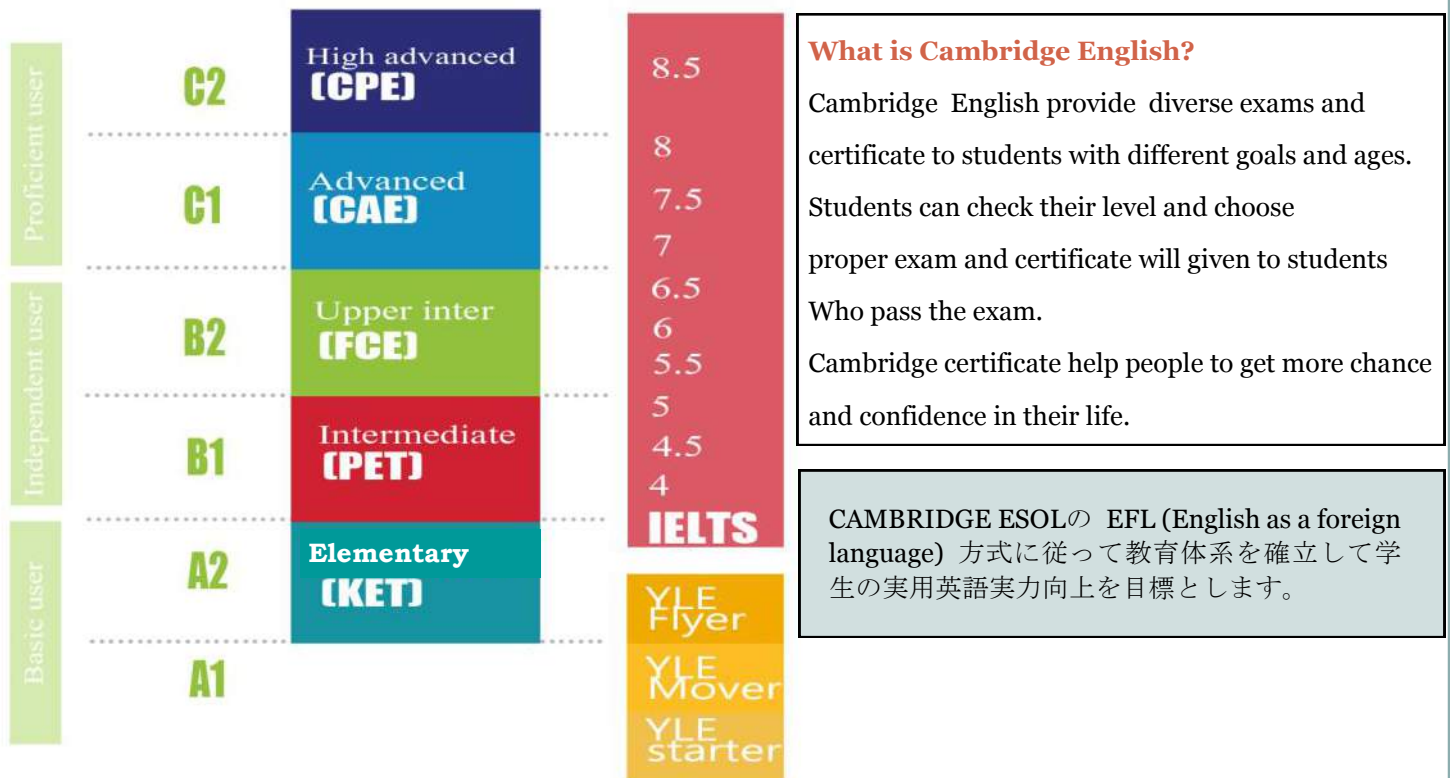 Proficient user
Independent user
Basic user
C2
C1
B2
B1
A2
A1
High advanced
(CPE)
Advanced
(CAE)
Upper inter
(FCE)
Intermediate
(PET)
Elementary
(KET)
8.5
8
7.5
7
6.5
6
5.5
5
4.5
4
IELTS
YLE
Flyer
YLE
Mover
YLE
starter
What is Cambridge English?
Cambridge English provide diverse exams and
certificate to students with different goals and ages.
Students can check their level and choose
proper exam and certificate will given to students
Who pass the exam.
Cambridge certificate help people to get more chance
and confidence in their life.
CAMBRIDGE ESOLの EFL (English as a foreign
language) 方式に従って教育体系を確立して学
生の実用英語実力向上を目標とします。